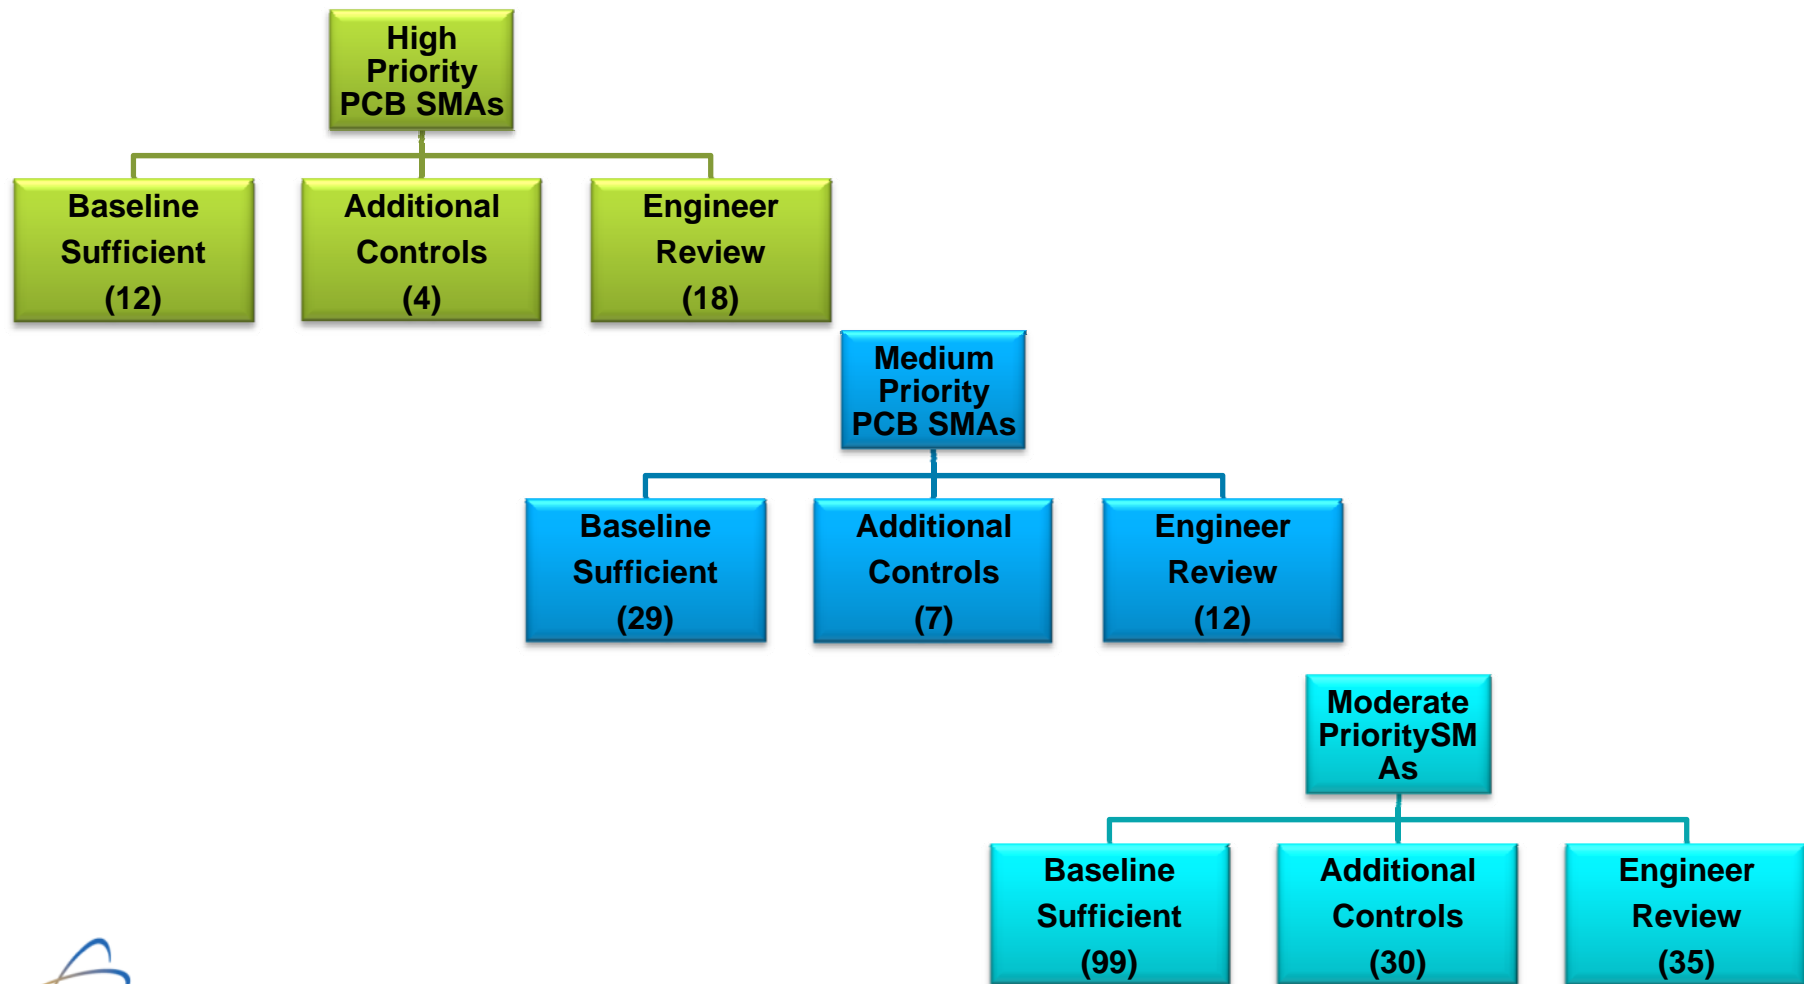 High
Priority
PCB SMAs
Baseline
Sufficient
(12)
Additional
Controls
(4)
Engineer
Review
(18)
Medium
Priority
PCB SMAs
Baseline
Sufficient
(29)
Additional
Controls
(7)
Engineer
Review
(12)
Moderate
PrioritySM
As
Baseline
Sufficient
(99)
Additional
Controls
(30)
Engineer
Review
(35)